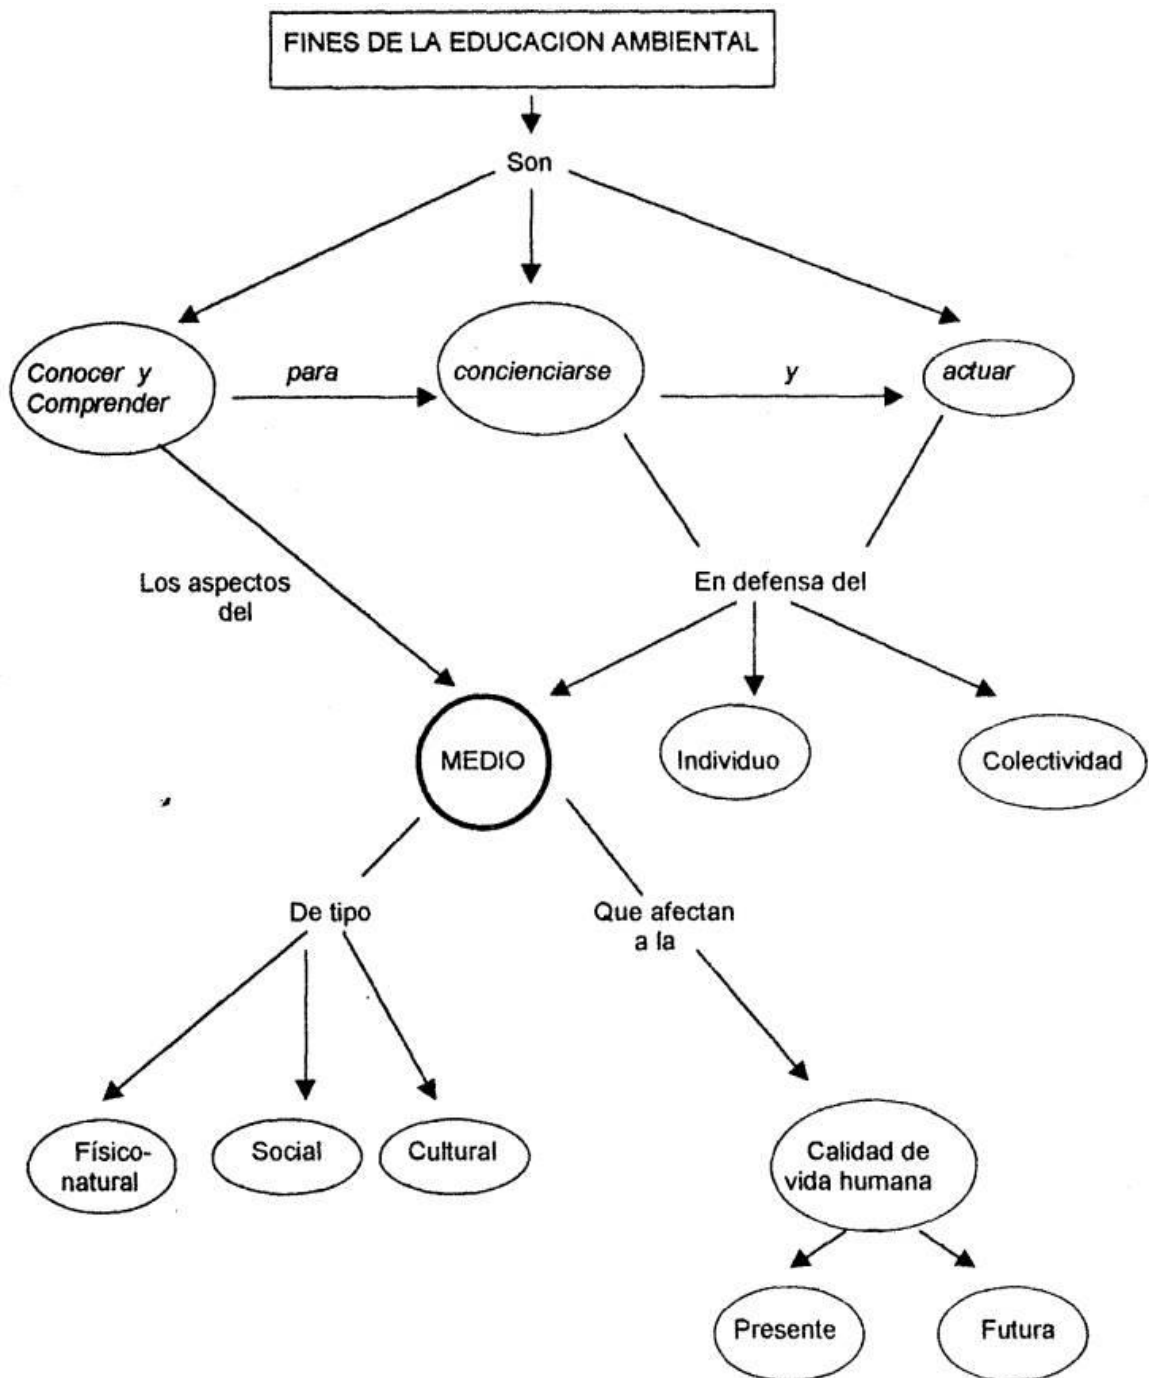 FINES DE LA EDUCACION AMBIENTAL
Son
Conocer y
Comprender
para
concienciarse
y
actuar
Los aspectos
del
En defensa del
MEDIO
Individuo
Colectividad
De tipo
Que afectan
a la
Físico-
natural
Social
Cultural
Calidad de
vida humana
Presente
Futura